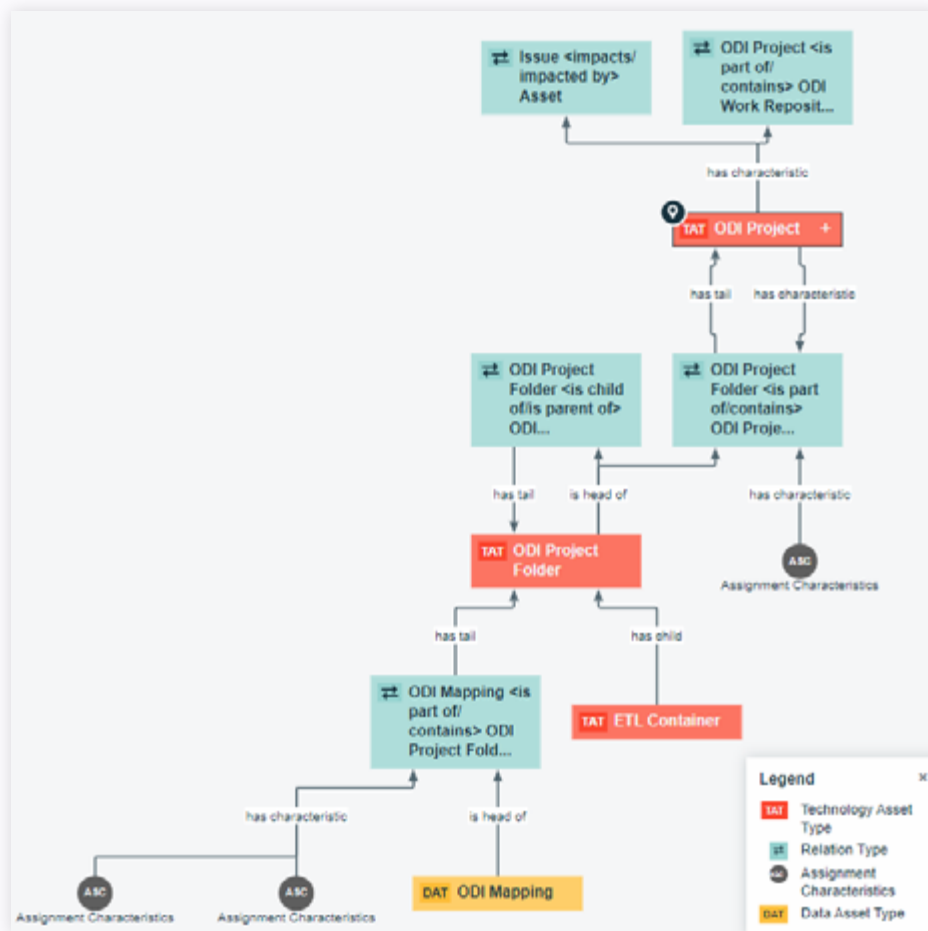 Issue <impacts/
impacted by>
Asset
ODI Project <is
part of/
contains> ODI
Work Reposit...
has characteristic
TAT ODI Project +
has tail
has characteristic
ODI Project
Folder <is child
of/is parent of>
ODI...
ODI Project
Folder <is part
of/contains>
ODI Proje...
has tail
is head of
has characteristic
TAT ODI Project
Folder
ASC
Assignment Characteristics
has tail
has child
ODI Mapping <is
part of/
contains> ODI
Project Fold...
TAT ETL Container
has characteristic
is head of
ASC
Assignment Characteristics
ASC
Assignment Characteristics
DAT ODI Mapping
Legend ×
TAT Technology Asset
Type
Relation Type
ASC Assignment
Characteristics
DAT Data Asset Type